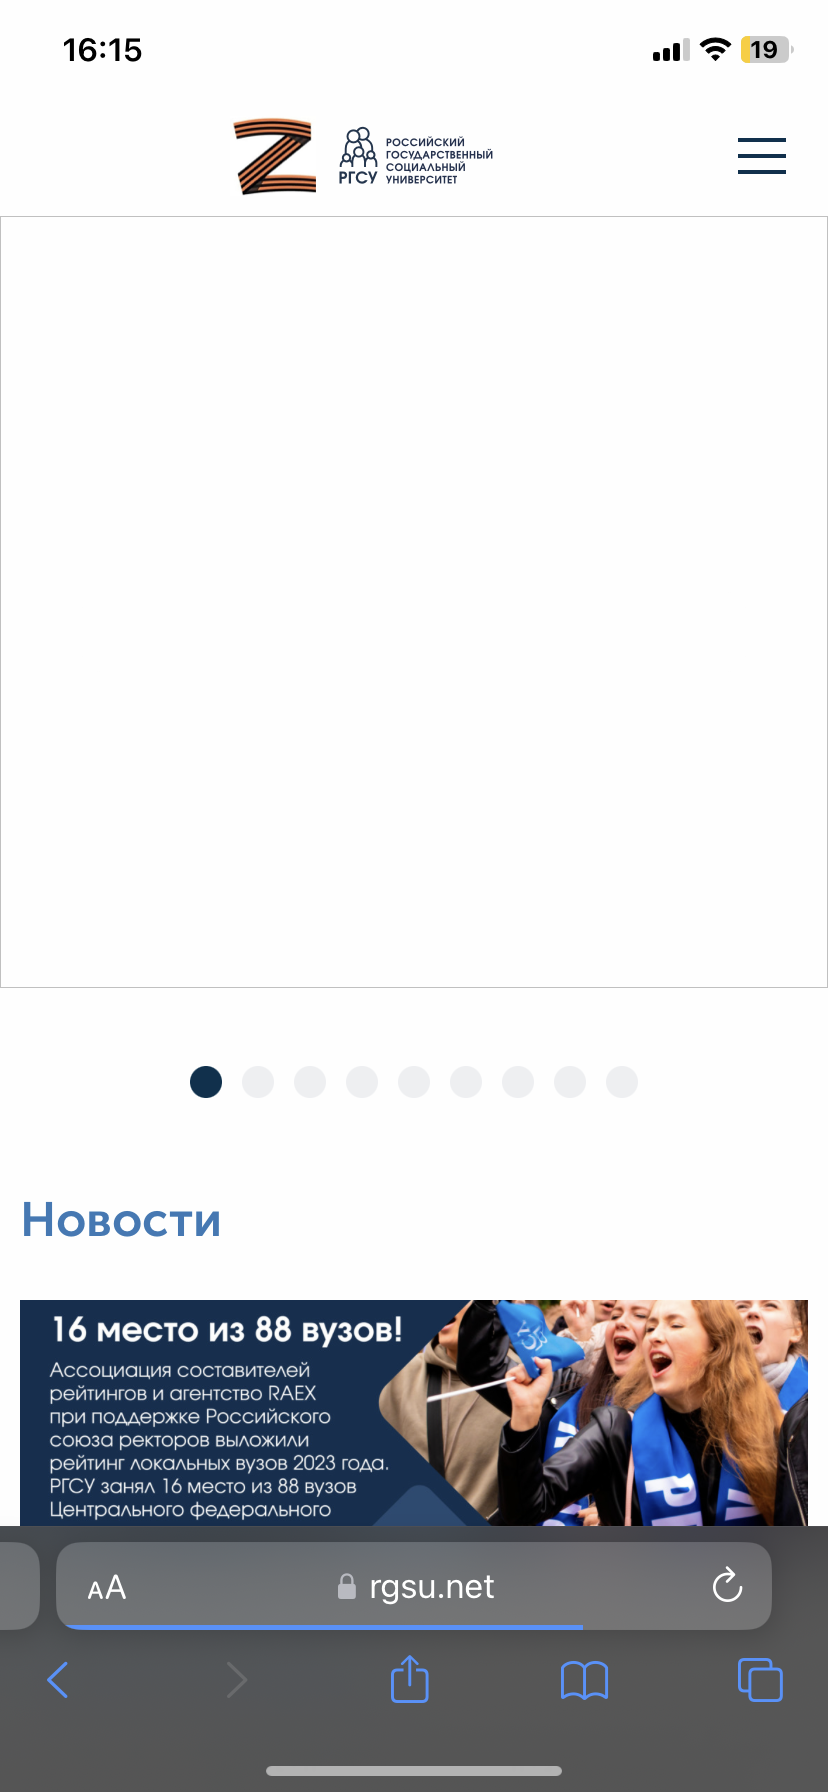 16:15
19
Z
РГСУ
РОССИЙСКИЙ
ГОСУДАРСТВЕННЫЙ
СОЦИАЛЬНЫЙ
УНИВЕРСИТЕТ
Новости
16 место из 88 вузов!
Ассоциация составителей
рейтингов и агентство RAEX
при поддержке Российского
союза ректоров выложили
рейтинг локальных вузов 2023 года.
РГСУ занял 16 место из 88 вузов
Центрального федерального
AA
rgsu.net